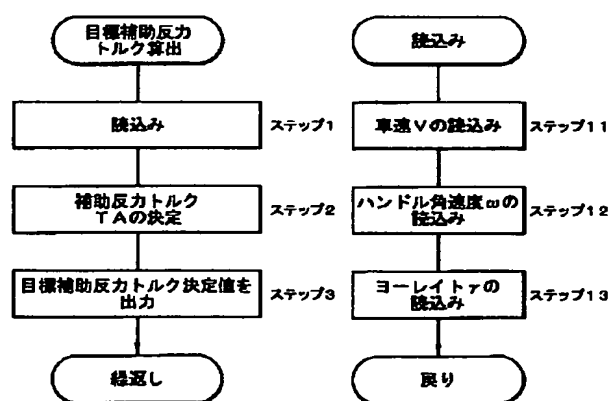 目標補助反力
トルク算出
読込み
ステップ1
補助反力トルク
TAの決定
ステップ2
目標補助反力トルク決定値を
出力
ステップ3
繰返し
読込み
車速Vの読込み
ステップ11
ハンドル角速度ωの
読込み
ステップ12
ヨーレイトγの
読込み
ステップ13
戻り